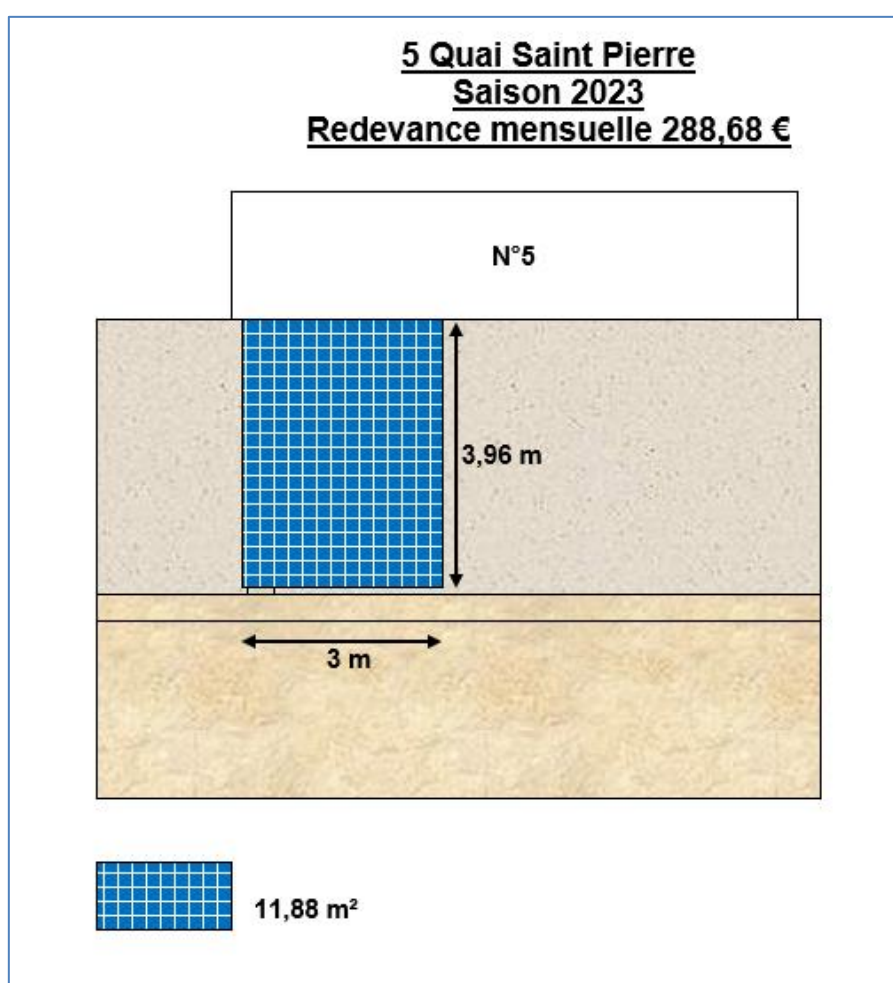 5 Quai Saint Pierre
Saison 2023
Redevance mensuelle 288,68 €
N°5
3,96 m
3 m
11,88 m²